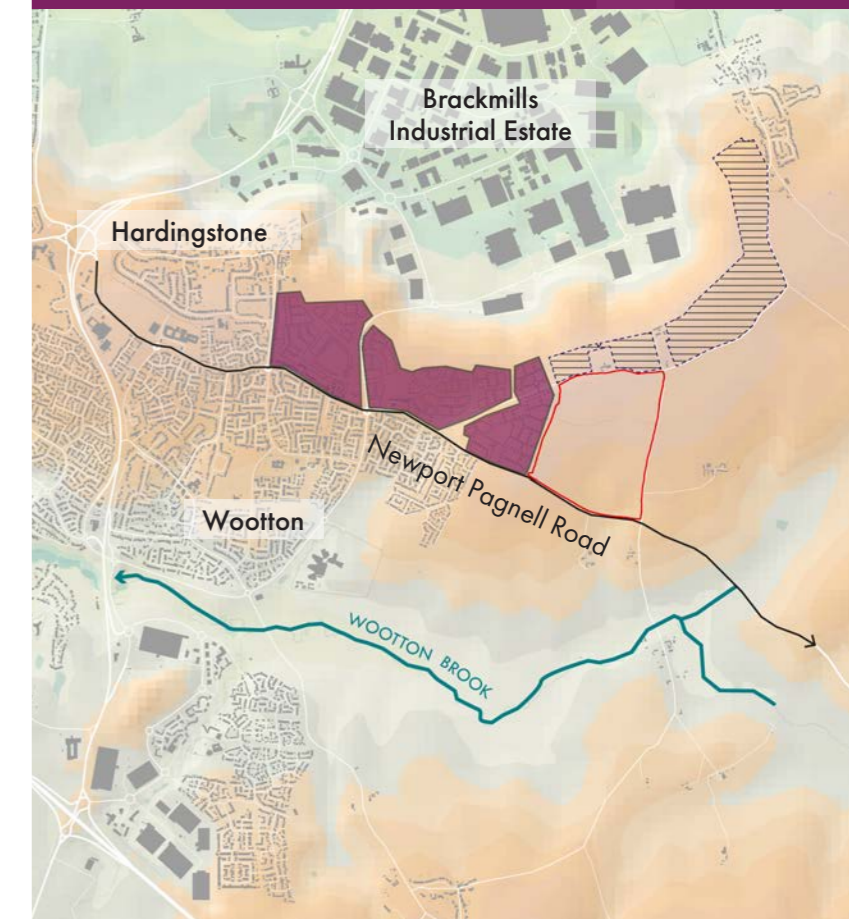 Brackmills
Industrial Estate
Hardingstone
Newport Pagnell Road
Wootton
WOOTTON BROOK